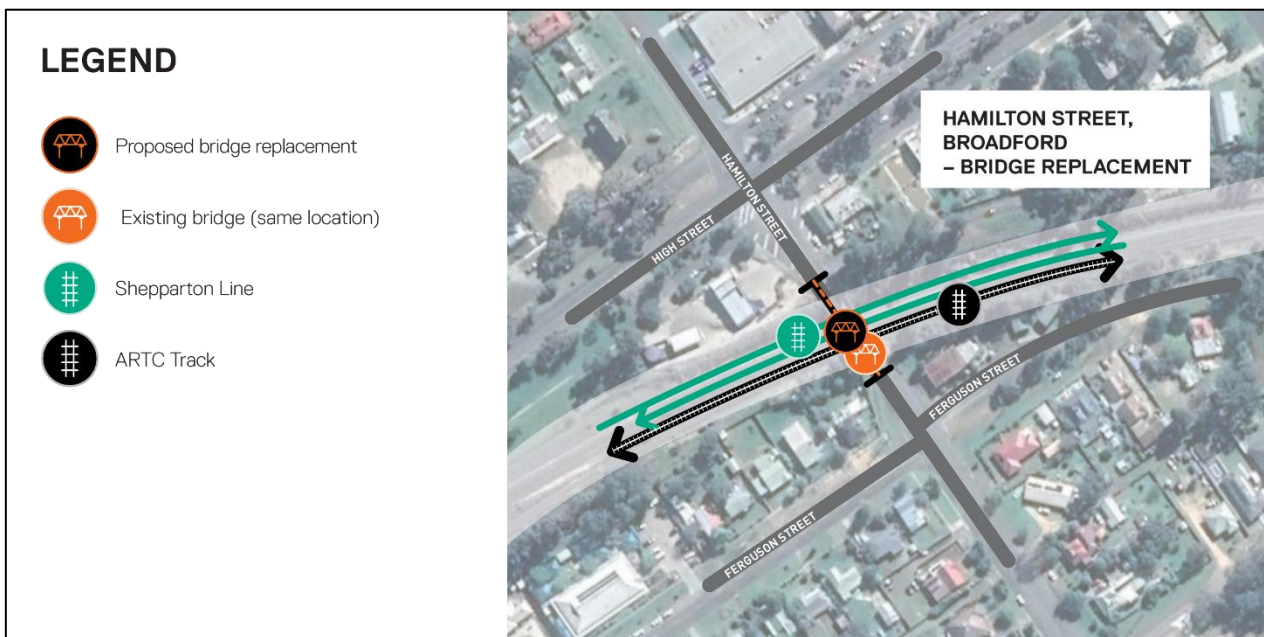 LEGEND
Proposed bridge replacement
Existing bridge (same location)
Shepparton Line
ARTC Track
HAMILTON STREET,
BROADFORD
– BRIDGE REPLACEMENT
HAMILTON STREET
HIGH STREET
FERGUSON STREET
FERGUSON STREET